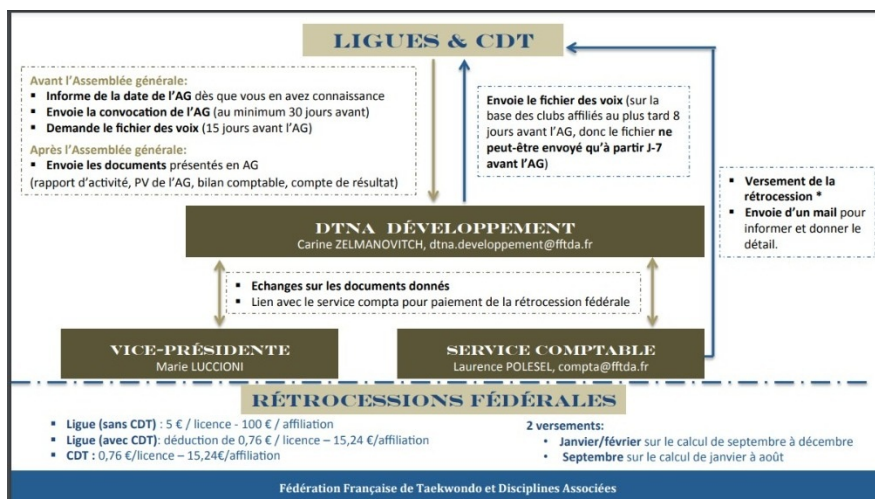 LIGUES & CDT
Avant l'Assemblée générale:
▪ Informe de la date de l'AG dès que vous en avez connaissance
▪ Envoie la convocation de l'AG (au minimum 30 jours avant)
▪ Demande le fichier des voix (15 jours avant l'AG)
Après l'Assemblée générale:
▪ Envoie les documents présentés en AG
(rapport d'activité, PV de l'AG, bilan comptable, compte de résultat)
Envoie le fichier des voix (sur la
base des clubs affiliés au plus tard 8
jours avant l'AG, donc le fichier ne
peut-être envoyé qu'à partir J-7
avant l'AG)
▪ Versement de la
rétrocession *
▪ Envoie d'un mail pour
informer et donner le
détail.
DTNA DÉVELOPPEMENT
Carine ZELMANOVITCH, dtna.developpement@fftda.fr
▪ Echanges sur les documents donnés
▪ Lien avec le service compta pour paiement de la rétrocession fédérale
VICE-PRÉSIDENTE
Marie LUCCIONI
SERVICE COMPTABLE
Laurence POLESEL, compta@fftda.fr
RÉTROCESSIONS FÉDÉRALES
▪ Ligue (sans CDT) : 5 € / licence - 100 € / affiliation
▪ Ligue (avec CDT): déduction de 0,76 € / licence – 15,24 €/affiliation
▪ CDT : 0,76 €/licence – 15,24€/affiliation
2 versements:
• Janvier/février sur le calcul de septembre à décembre
• Septembre sur le calcul de janvier à août
Fédération Française de Taekwondo et Disciplines Associées